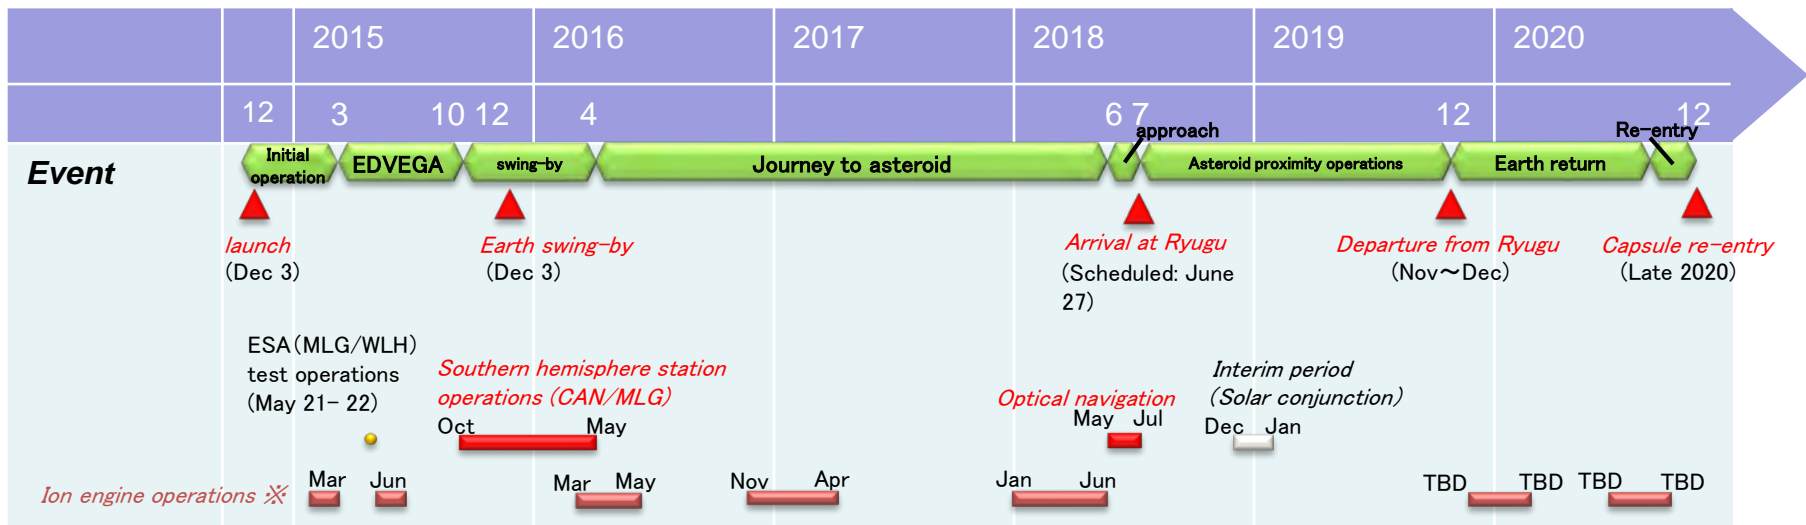 2015 2016 2017 2018 2019 2020
12 3 10 12 4 6 7 12 12
approach
Re-entry
Event
Initial
operation
EDVEGA
swing-by
Journey to asteroid
Asteroid proximity operations
Earth return
launch
(Dec 3)
Earth swing-by
(Dec 3)
Arrival at Ryugu
(Scheduled: June
27)
Departure from Ryugu
(Nov～Dec)
Capsule re-entry
(Late 2020)
ESA(MLG/WLH)
test operations
(May 21- 22)
Southern hemisphere station
operations (CAN/MLG)
Oct May
Optical navigation
May Jul
Interim period
(Solar conjunction)
Dec Jan
Ion engine operations ※
Mar Jun Mar May Nov Apr Jan Jun TBD TBD TBD TBD